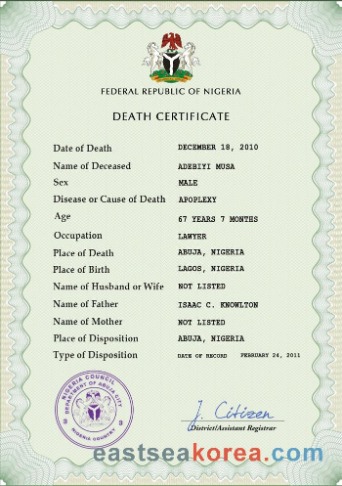 FEDERAL REPUBLIC OF NIGERIA
DEATH CERTIFICATE
Date of Death DECEMBER 18, 2010
Name of Deceased ADEBIYI MUSA
Sex MALE
Disease or Cause of Death APOPLEXY
Age 67 YEARS 7 MONTHS
Occupation LAWYER
Place of Death ABUJA, NIGERIA
Place of Birth LAGOS, NIGERIA
Name of Husband or Wife NOT LISTED
Name of Father ISAAC C. KNOWLTON
Name of Mother NOT LISTED
Place of Disposition ABUJA, NIGERIA
Type of Disposition DATE OF RECORD FEBRUARY 24, 2011
NIGERIA COUNCIL
DEPARTMENT OF ABUJA CITY
NIGERIA COUNTRY
J. Citizen
District/Assistant Registrar
eastseakorea.com